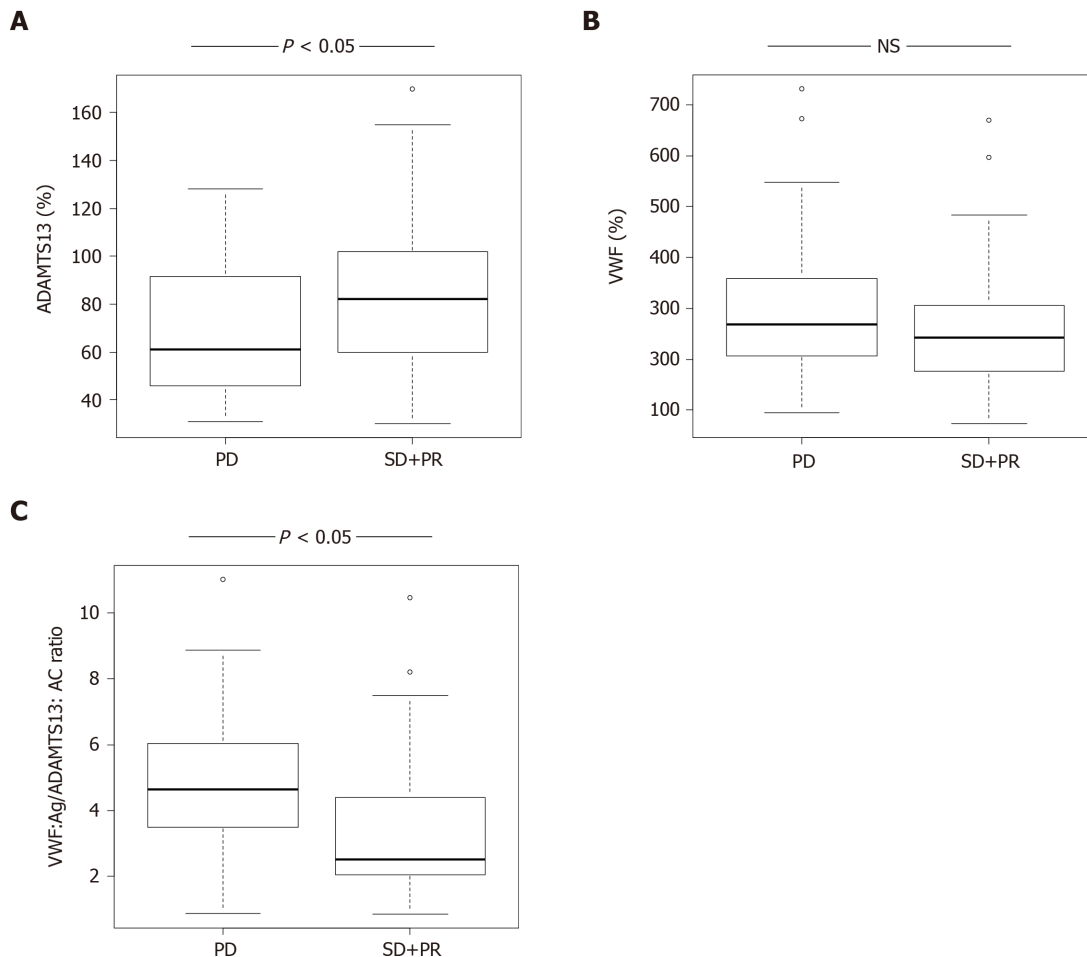 A
P < 0.05
ADAMTS13 (%)
160
140
120
100
80
60
40
PD SD+PR
B
NS
VWF (%)
700
600
500
400
300
300
100
PD SD+PR
C
P < 0.05
VWF:Ag/ADAMTS13: AC ratio
10
8
6
4
2
PD SD+PR